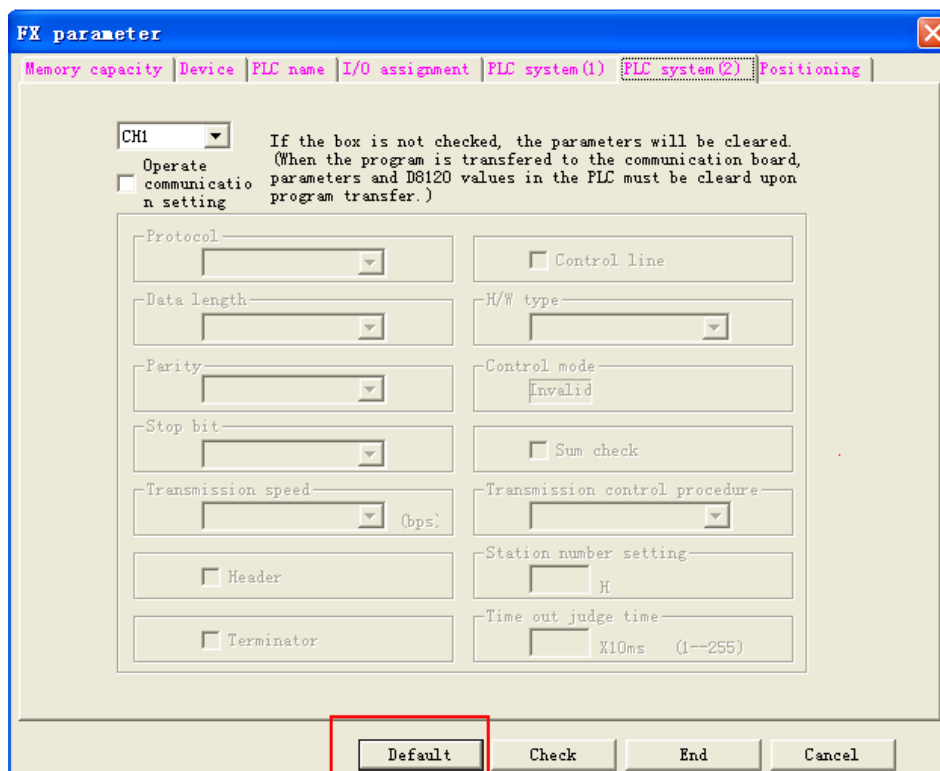 FX parameter
Memory capacity Device PLC name I/O assignment PLC system(1) PLC system(2) Positioning
CH1
If the box is not checked, the parameters will be cleared.
(When the program is transfered to the communication board,
parameters and D8120 values in the PLC must be cleard upon
program transfer.)
Operate
communicatio
n setting
Protocol
Control line
Data length
H/W type
Parity
Control mode
Invalid
Stop bit
Sum check
Transmission speed
(bps)
Transmission control procedure
Header
Station number setting
H
Terminator
Time out judge time
X10ms (1--255)
Default Check End Cancel